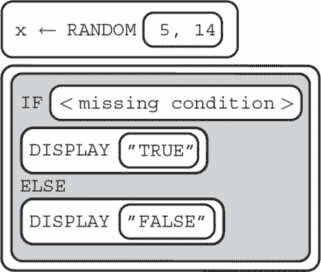 x ← RANDOM 5, 14
IF <missing condition>
DISPLAY "TRUE"
ELSE
DISPLAY "FALSE"